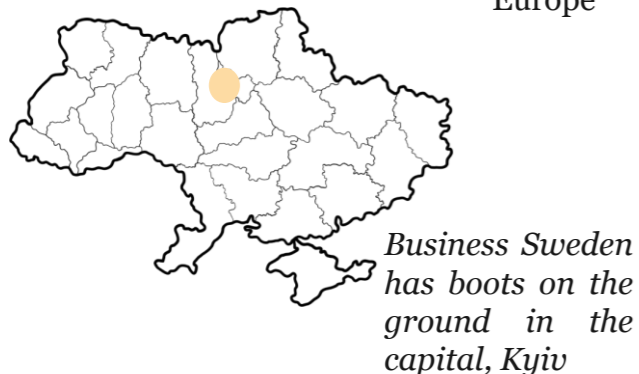 Europe
Business Sweden
has boots on the
ground in the
capital, Kyiv